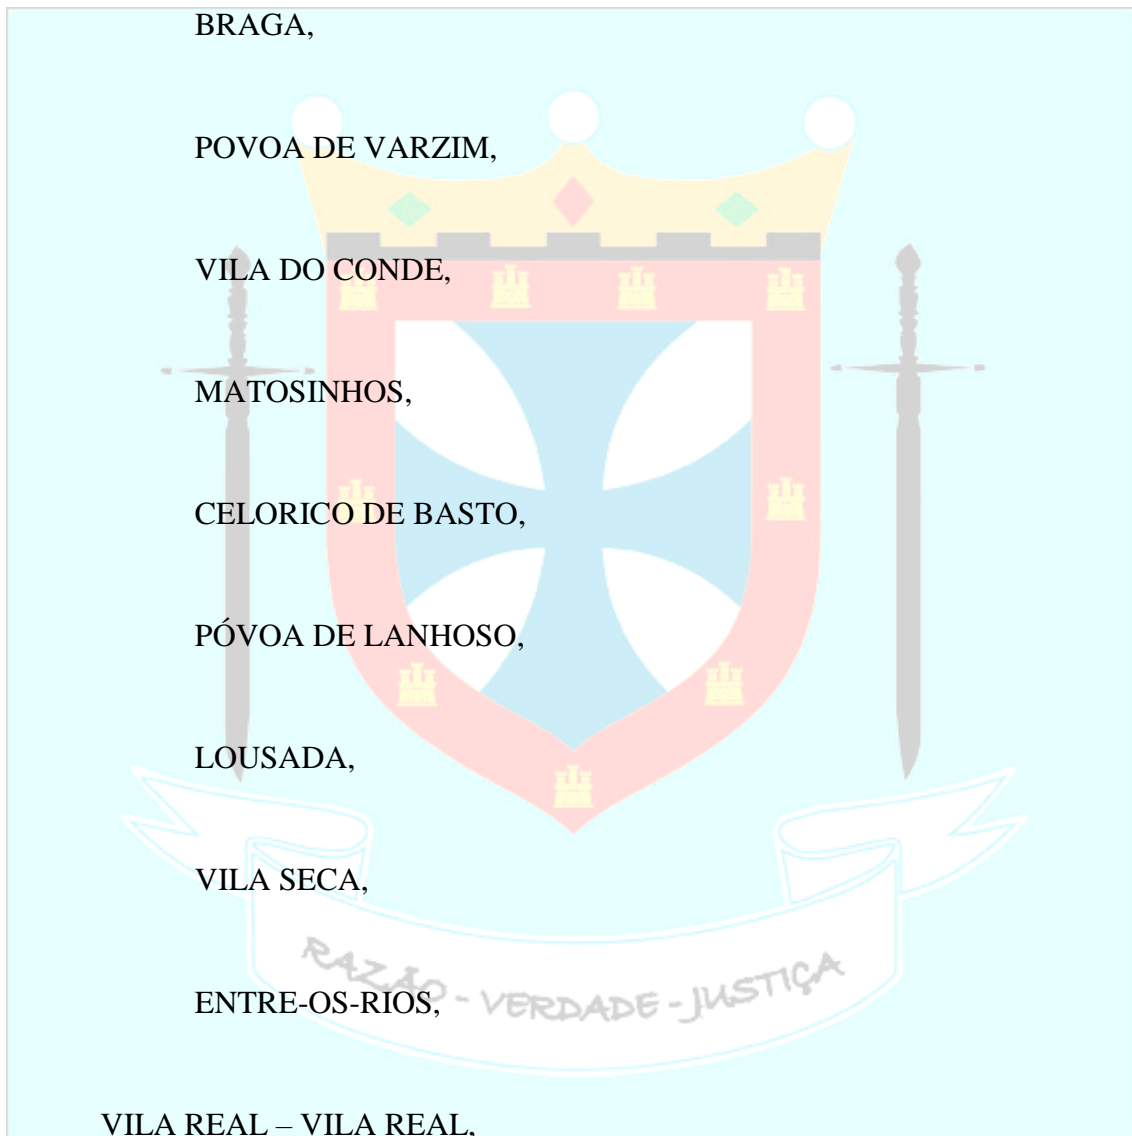 BRAGA,
POVOA DE VARZIM,
VILA DO CONDE,
MATOSINHOS,
CELORICO DE BASTO,
PÓVOA DE LANHOSO,
LOUSADA,
VILA SECA,
RAZÃO - VERDADE - JUSTIÇA
ENTRE-OS-RIOS,
VILA REAL – VILA REAL,